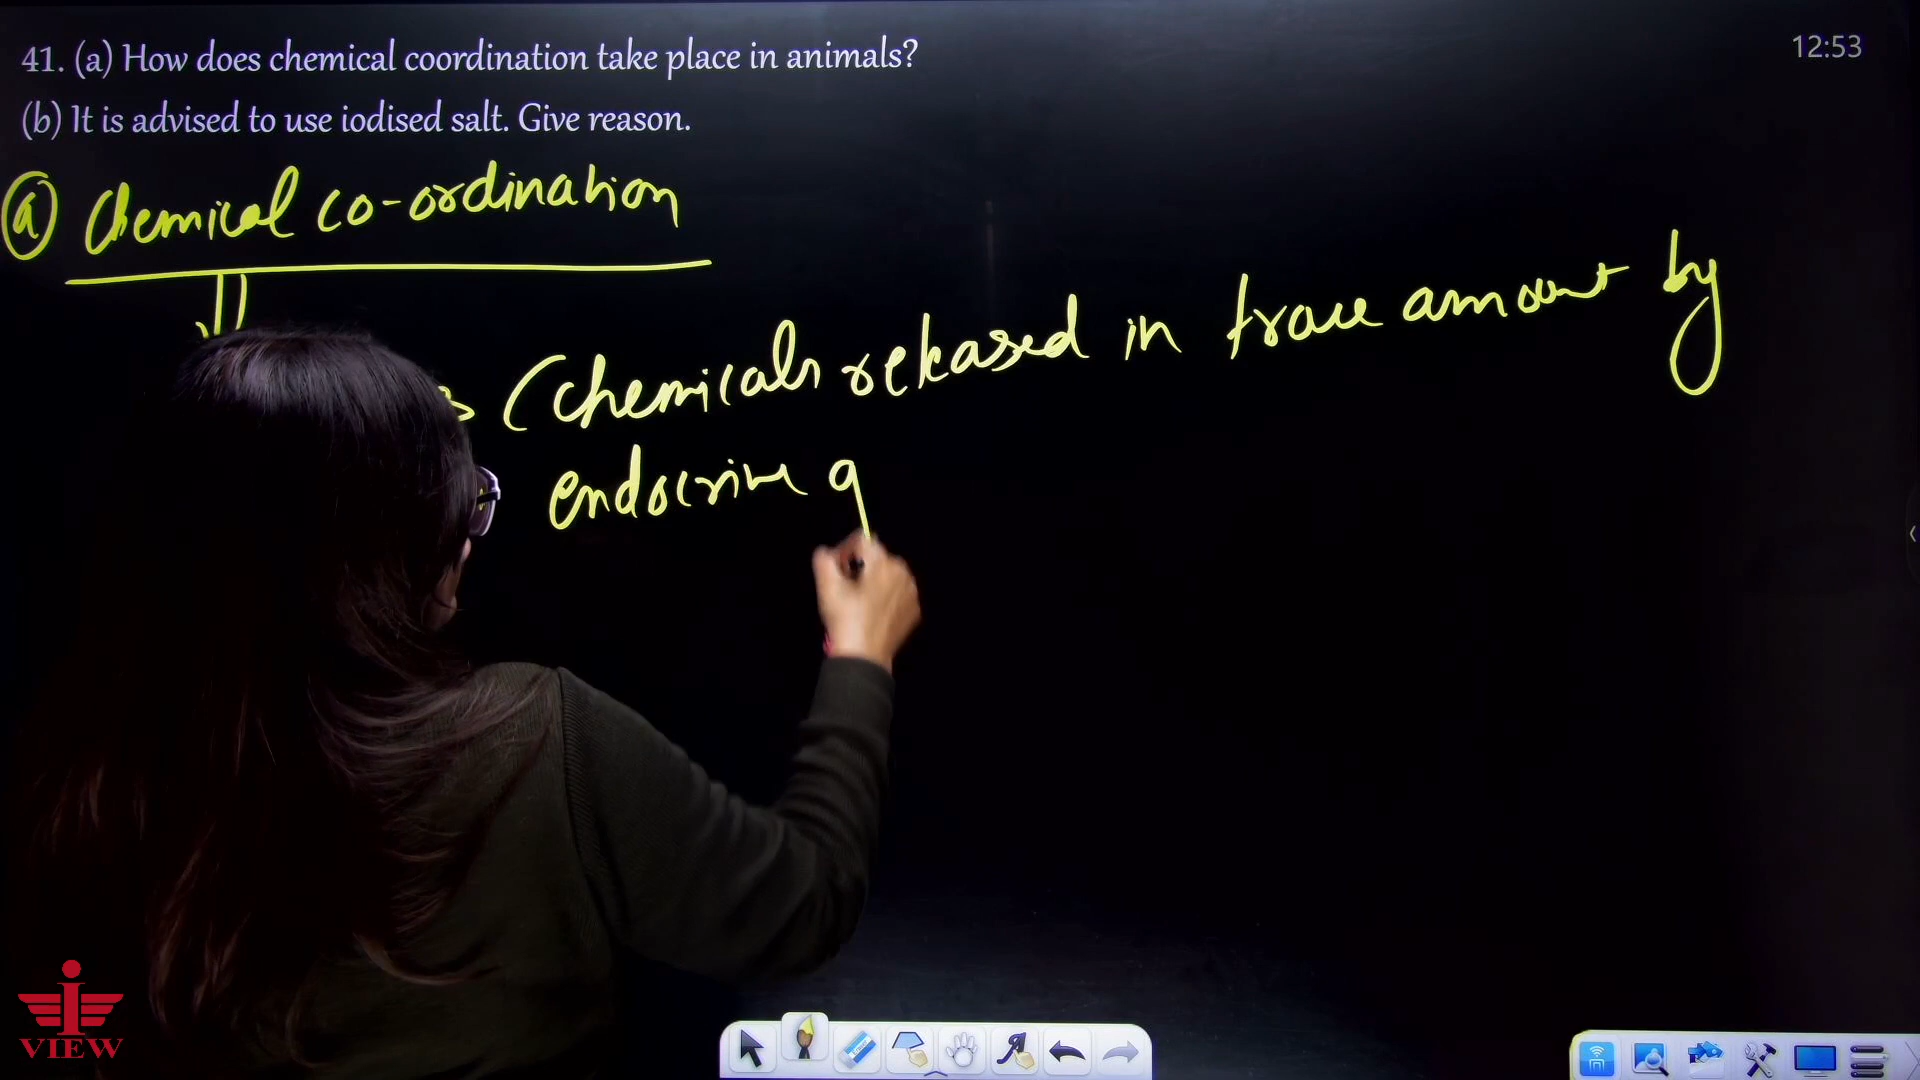 41. (a) How does chemical coordination take place in animals?
12:53
(b) It is advised to use iodised salt. Give reason.
(a) Chemical co-ordination
(Chemicals released in trace amount by
endocrine g
VIEW